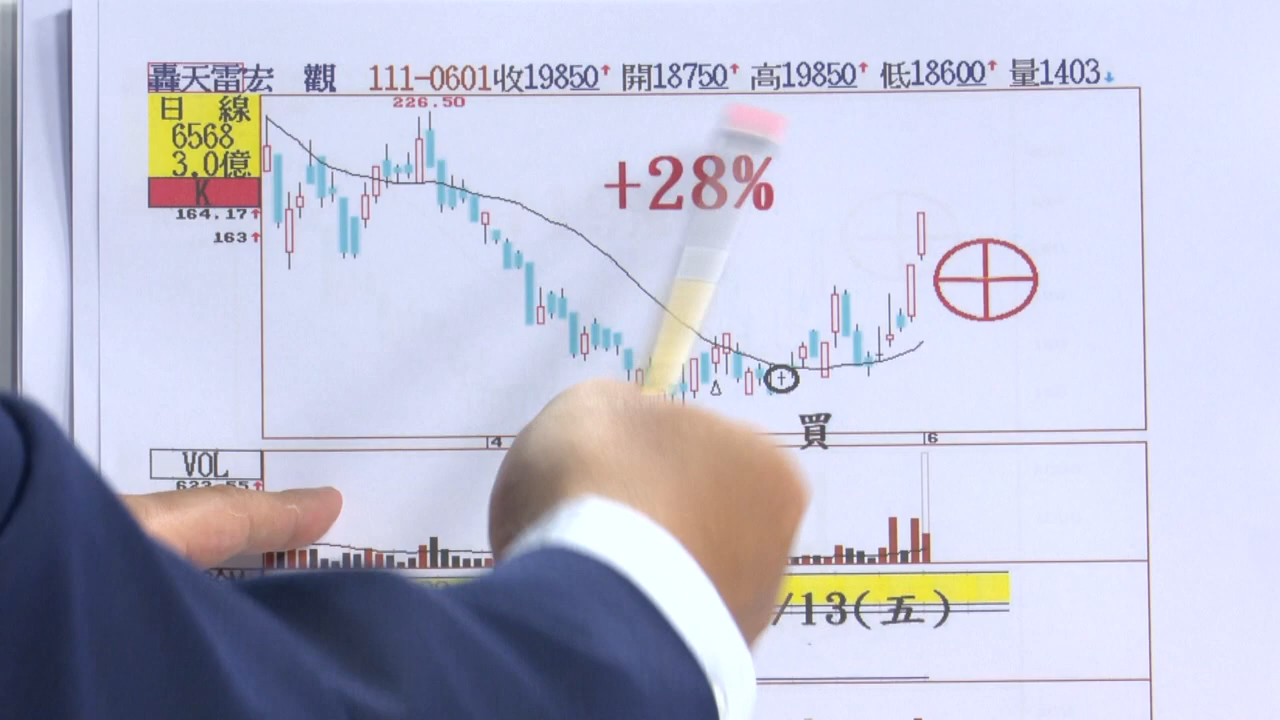 轟天雷宏 觀 111-0601收19850↑ 開18750↑ 高19850↑ 低18600↑ 量1403↓
日 線
6568
3.0億
K
164.17↑
163↑
226.50
+28%
買
4
6
VOL
622.55↑
/13(五)